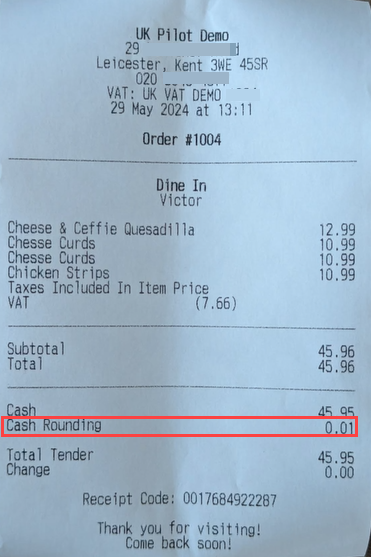 UK Pilot Demo
29
Leicester, Kent 3WE 45SR
020
VAT: UK VAT DEMO
29 May 2024 at 13:11
Order #1004
Dine In
Victor
Cheese & Ceffie Quesadilla 12.99
Chesse Curds 10.99
Chesse Curds 10.99
Chicken Strips 10.99
Taxes Included In Item Price
VAT (7.66)
Subtotal 45.96
Total 45.96
Cash 45.95
Cash Rounding 0.01
Total Tender 45.95
Change 0.00
Receipt Code: 0017684922287
Thank you for visiting!
Come back soon!